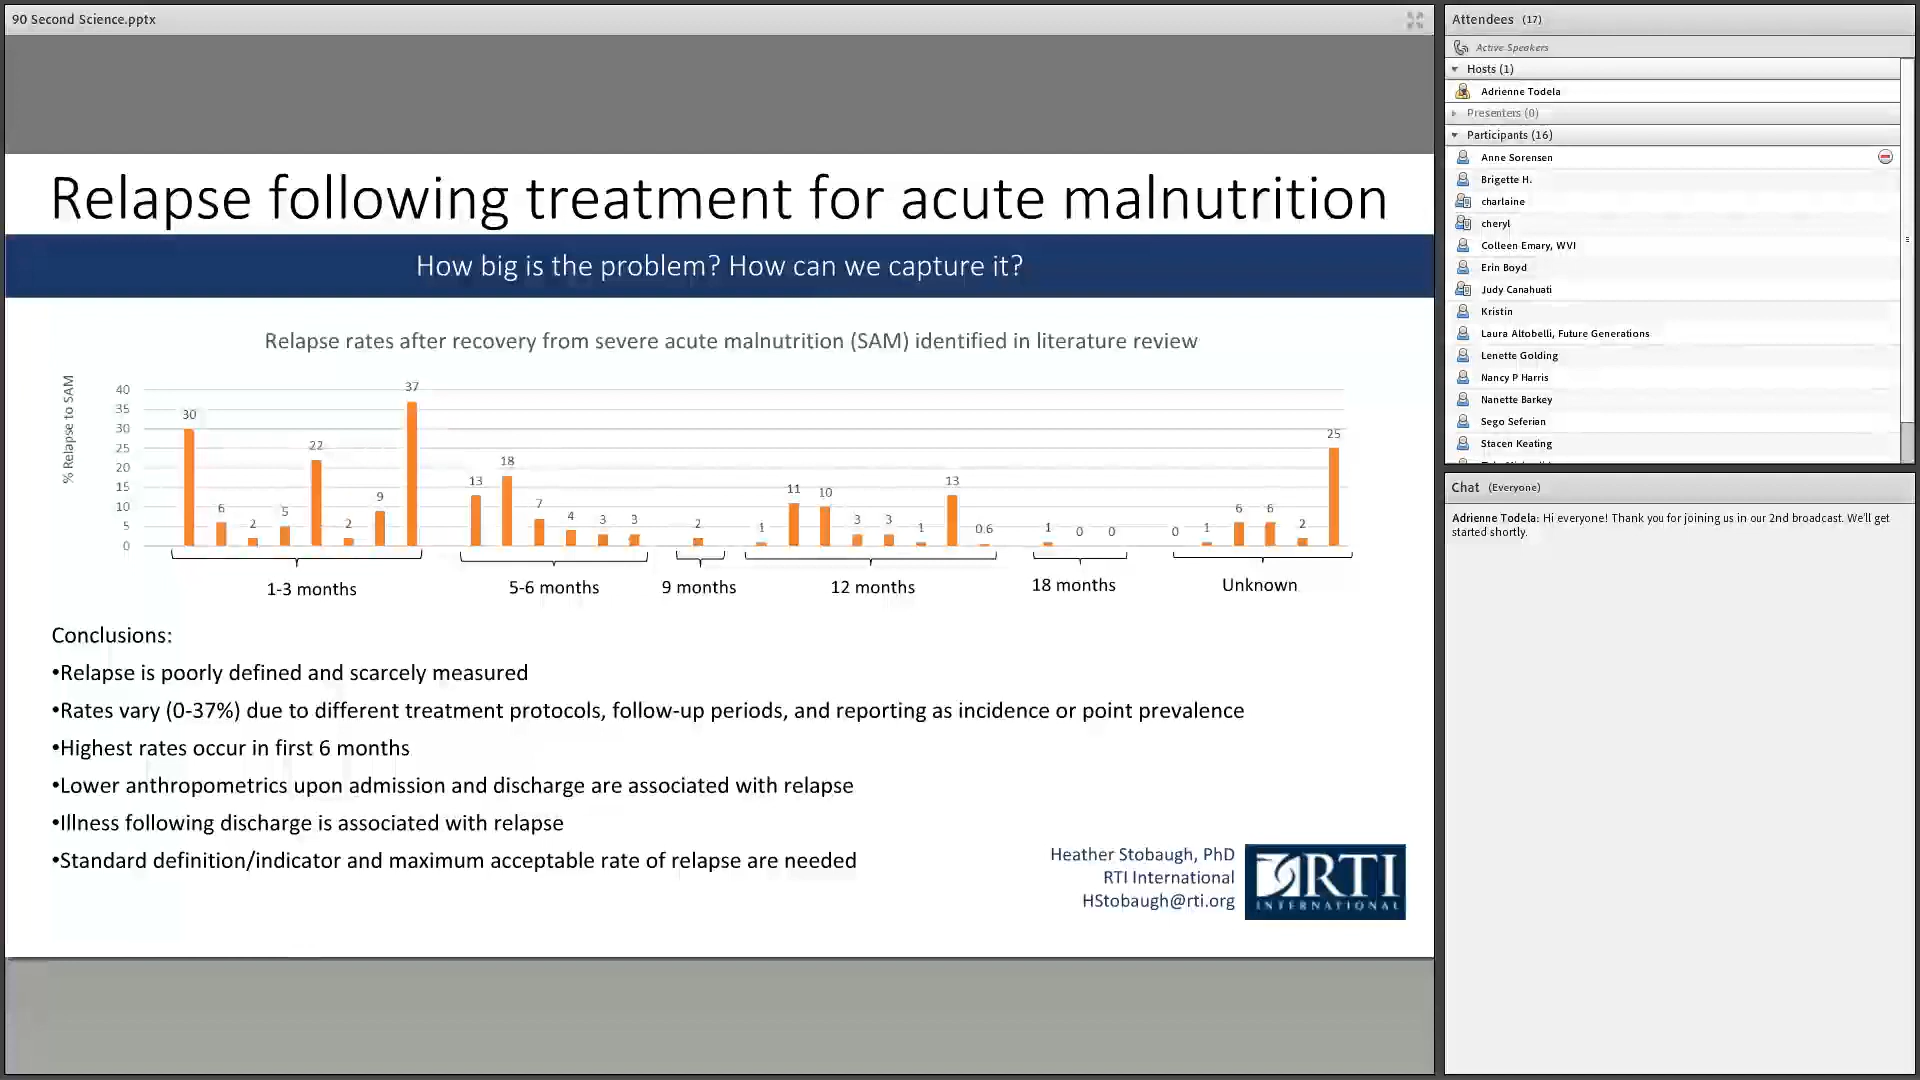 90 Second Science.pptx
Relapse following treatment for acute malnutrition
How big is the problem? How can we capture it?
Relapse rates after recovery from severe acute malnutrition (SAM) identified in literature review
% Relapse to SAM
40
35
30
25
20
15
10
5
0
30
6
2
5
22
2
9
37
13
18
7
4
3
3
2
1
11
10
3
3
1
13
0.6
1
0
0
0
1
6
6
2
25
1-3 months
5-6 months
9 months
12 months
18 months
Unknown
Conclusions:
•Relapse is poorly defined and scarcely measured
•Rates vary (0-37%) due to different treatment protocols, follow-up periods, and reporting as incidence or point prevalence
•Highest rates occur in first 6 months
•Lower anthropometrics upon admission and discharge are associated with relapse
•Illness following discharge is associated with relapse
•Standard definition/indicator and maximum acceptable rate of relapse are needed
Heather Stobaugh, PhD
RTI International
HStobaugh@rti.org
RTI
INTERNATIONAL
Attendees (17)
Active Speakers
Hosts (1)
Adrienne Todela
Presenters (0)
Participants (16)
Anne Sorensen
Brigette H.
charlaine
cheryl
Colleen Emary, WVI
Erin Boyd
Judy Canahuati
Kristin
Laura Altobelli, Future Generations
Lenette Golding
Nancy P Harris
Nanette Barkey
Sego Seferian
Stacen Keating
Chat (Everyone)
Adrienne Todela: Hi everyone! Thank you for joining us in our 2nd broadcast. We'll get
started shortly.